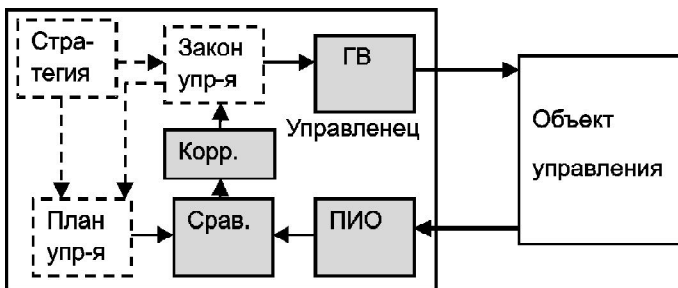 Стра-
тегия
Закон
упр-я
ГВ
Управленец
Объект
управления
Корр.
План
упр-я
Срав.
ПИО